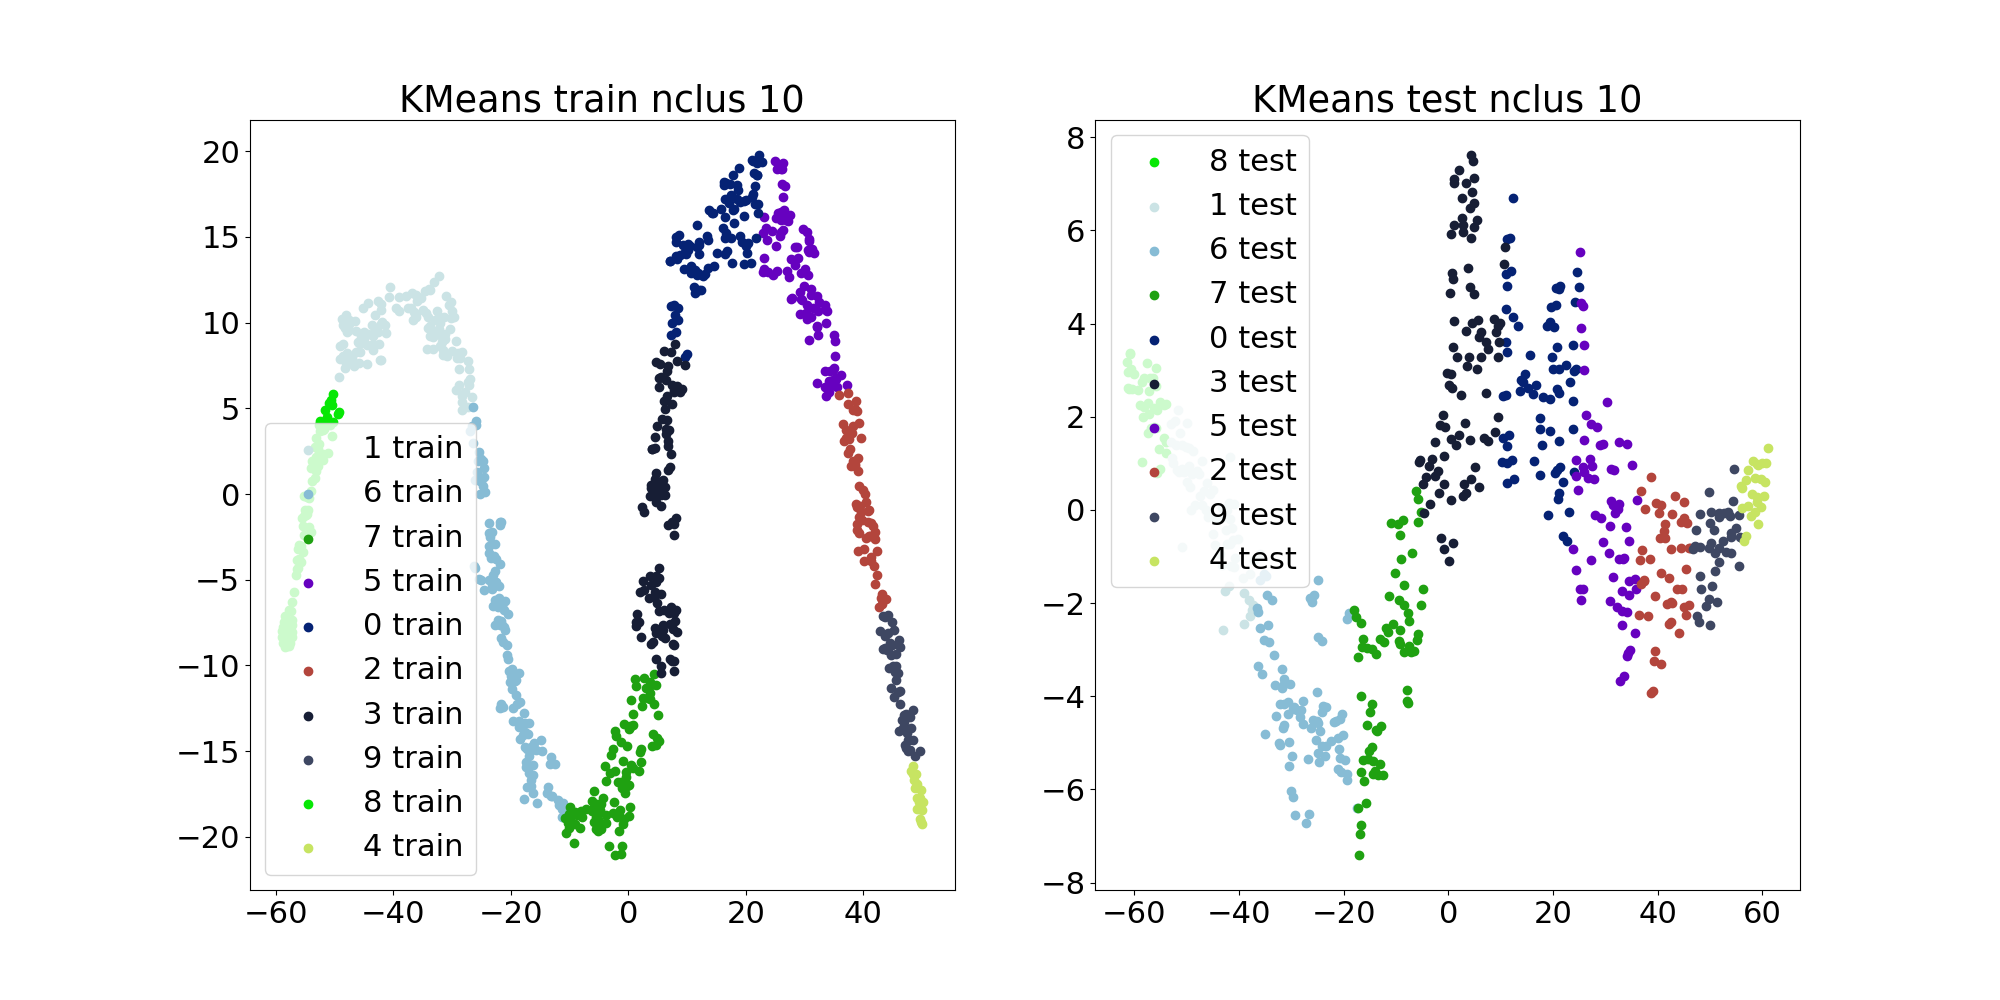 KMeans train nclus 10
20
15
10
5
0
−5
−10
−15
−20
−60 −40 −20 0 20 40
1 train
6 train
7 train
5 train
0 train
2 train
3 train
9 train
8 train
4 train
KMeans test nclus 10
8
6
4
2
0
−2
−4
−6
−8
−60 −40 −20 0 20 40 60
8 test
1 test
6 test
7 test
0 test
3 test
5 test
2 test
9 test
4 test